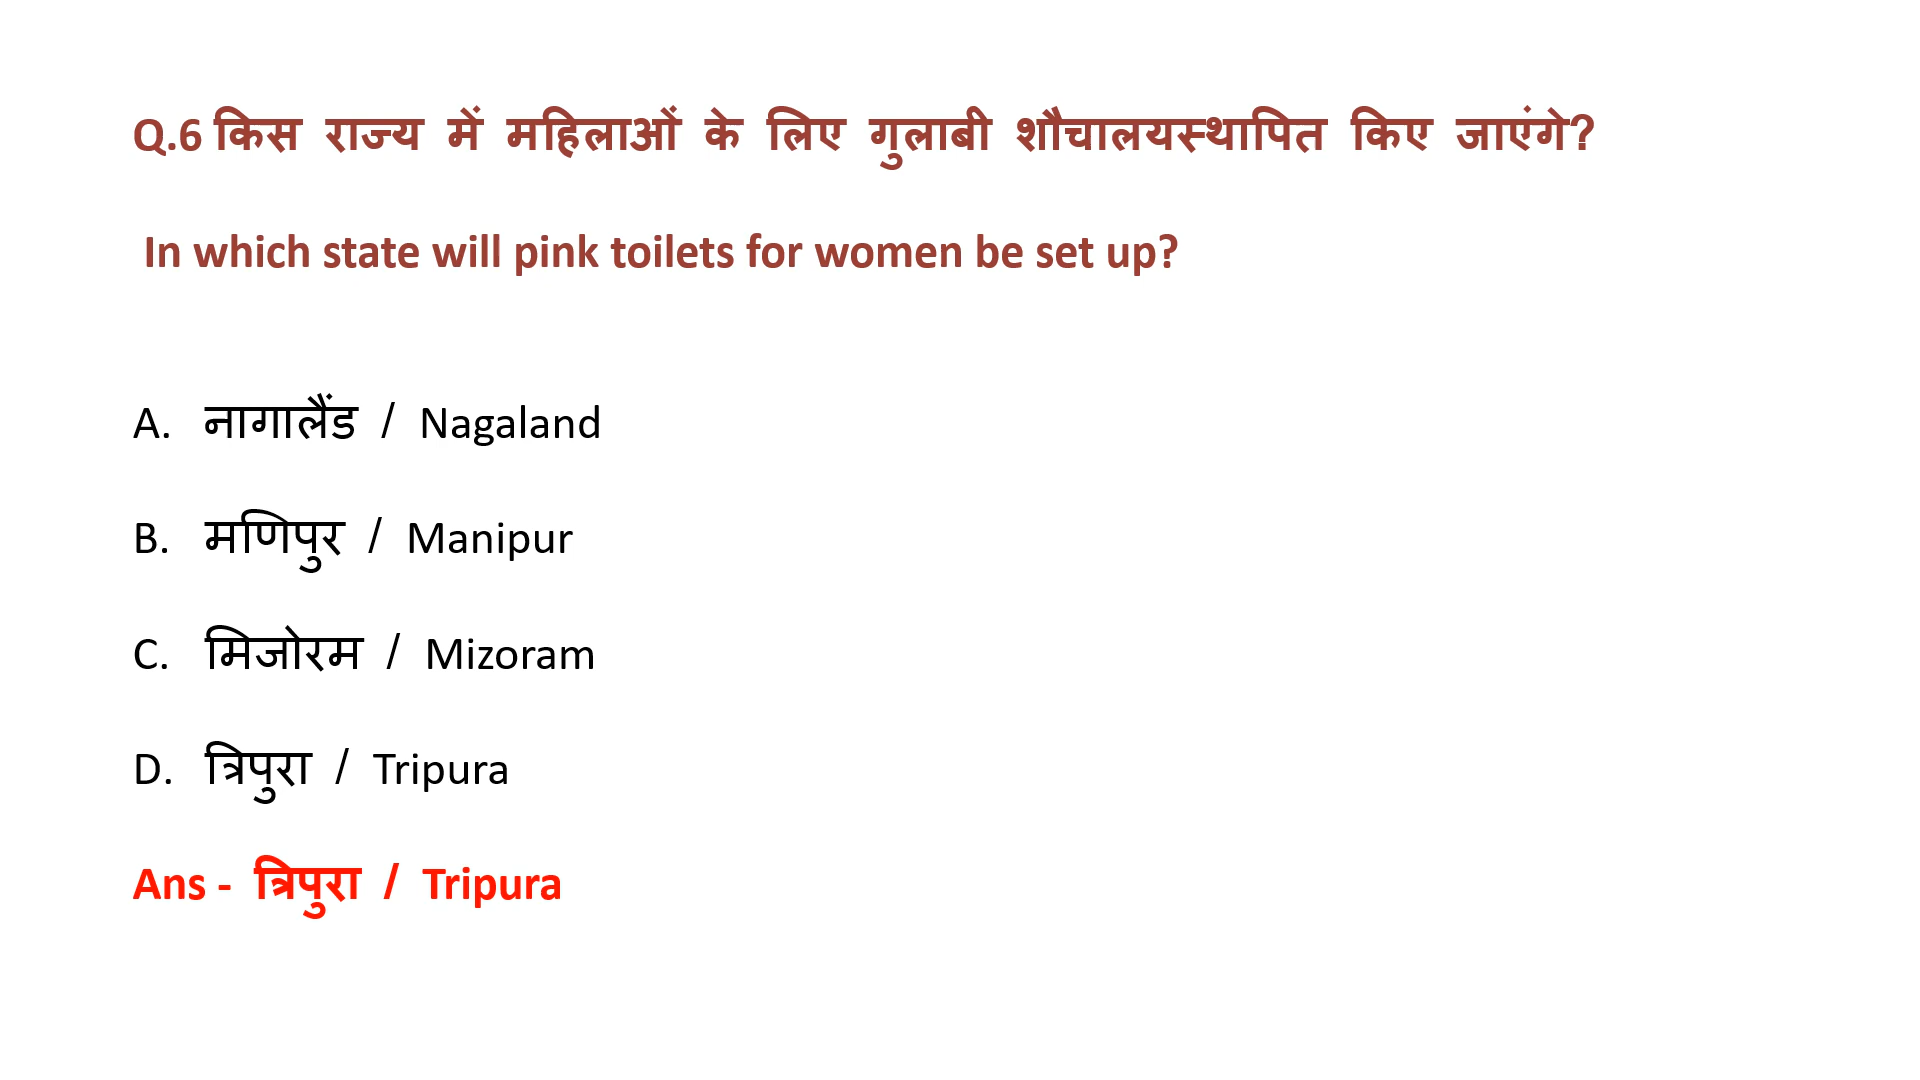 Q.6 किस राज्य में महिलाओं के लिए गुलाबी शौचालयस्थापित किए जाएंगे?
In which state will pink toilets for women be set up?
A. नागालैंड / Nagaland
B. मणिपुर / Manipur
C. मिजोरम / Mizoram
D. त्रिपुरा / Tripura
Ans - त्रिपुरा / Tripura